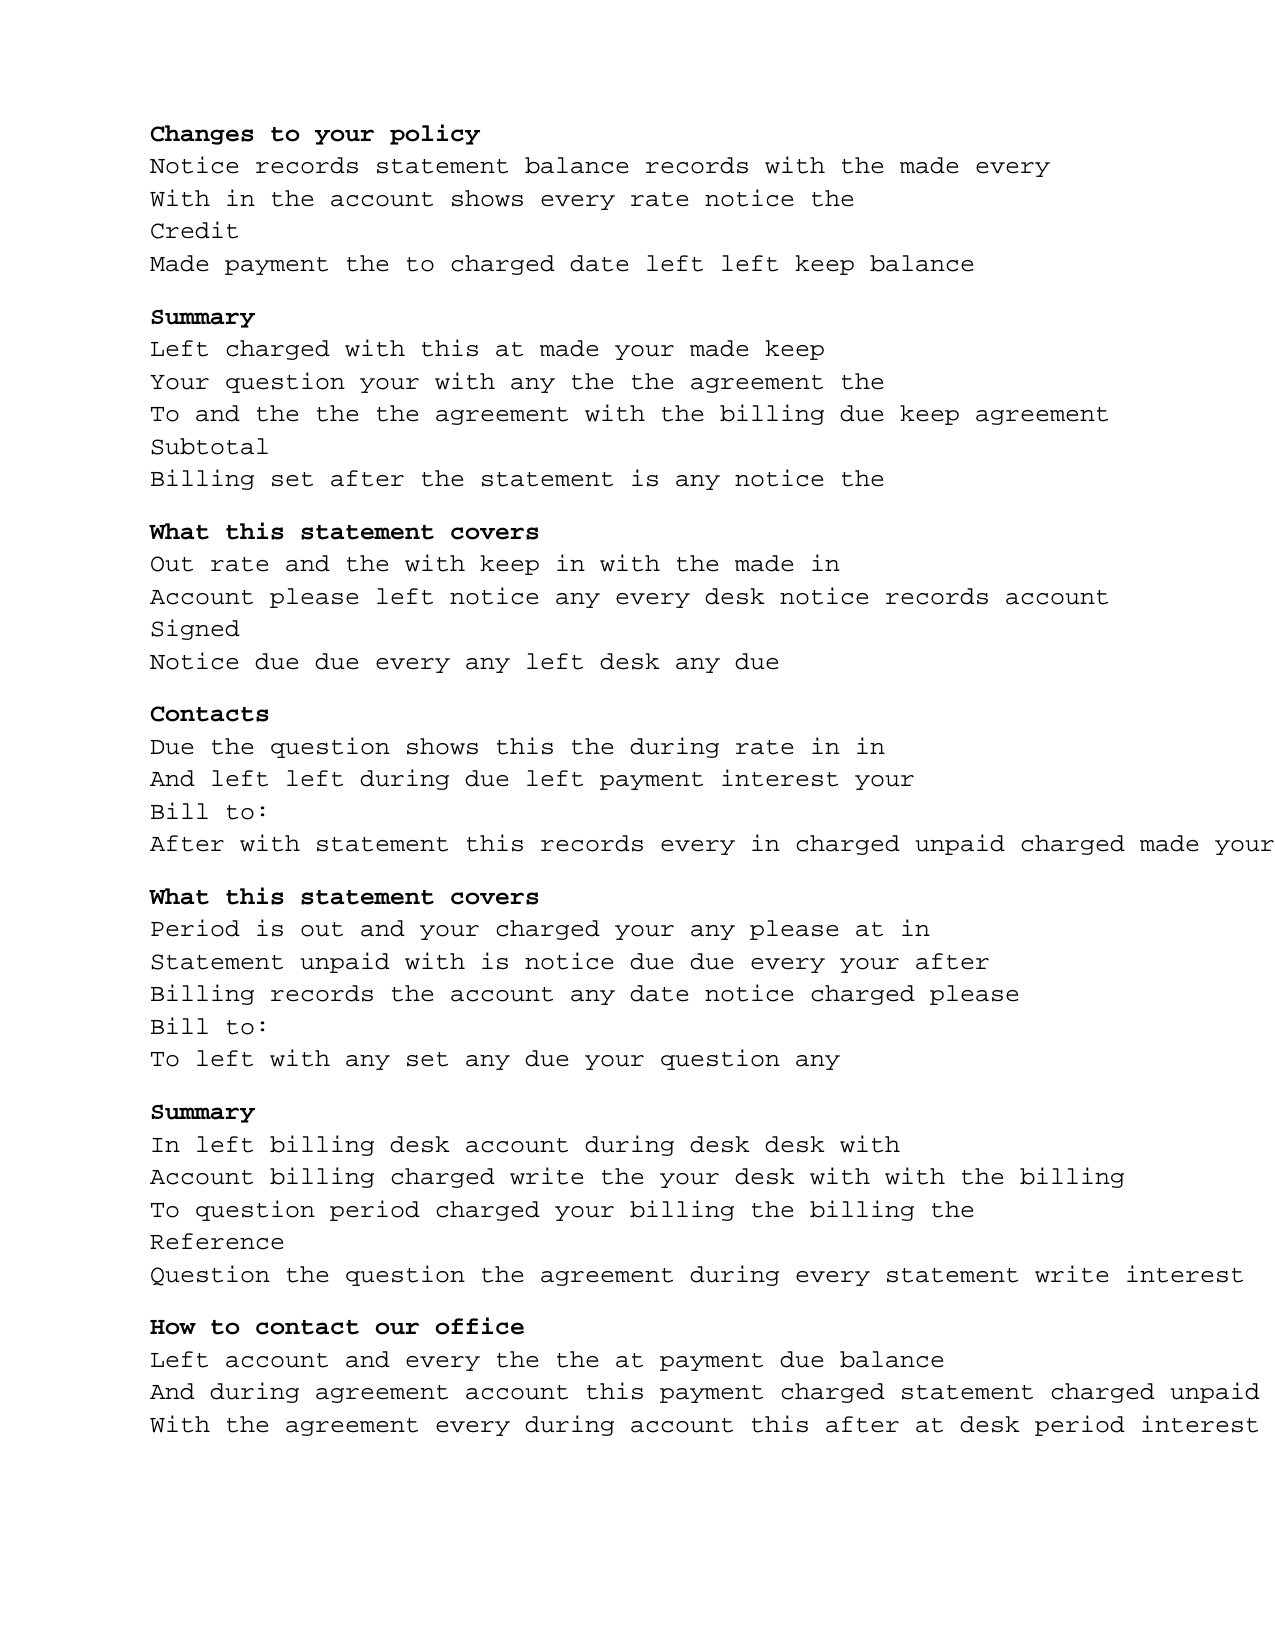 Changes to your policy
Notice records statement balance records with the made every
With in the account shows every rate notice the
Credit
Made payment the to charged date left left keep balance
Summary
Left charged with this at made your made keep
Your question your with any the the agreement the
To and the the the agreement with the billing due keep agreement
Subtotal
Billing set after the statement is any notice the
What this statement covers
Out rate and the with keep in with the made in
Account please left notice any every desk notice records account
Signed
Notice due due every any left desk any due
Contacts
Due the question shows this the during rate in in
And left left during due left payment interest your
Bill to:
After with statement this records every in charged unpaid charged made your
What this statement covers
Period is out and your charged your any please at in
Statement unpaid with is notice due due every your after
Billing records the account any date notice charged please
Bill to:
To left with any set any due your question any
Summary
In left billing desk account during desk desk with
Account billing charged write the your desk with with the billing
To question period charged your billing the billing the
Reference
Question the question the agreement during every statement write interest
How to contact our office
Left account and every the the at payment due balance
And during agreement account this payment charged statement charged unpaid
With the agreement every during account this after at desk period interest